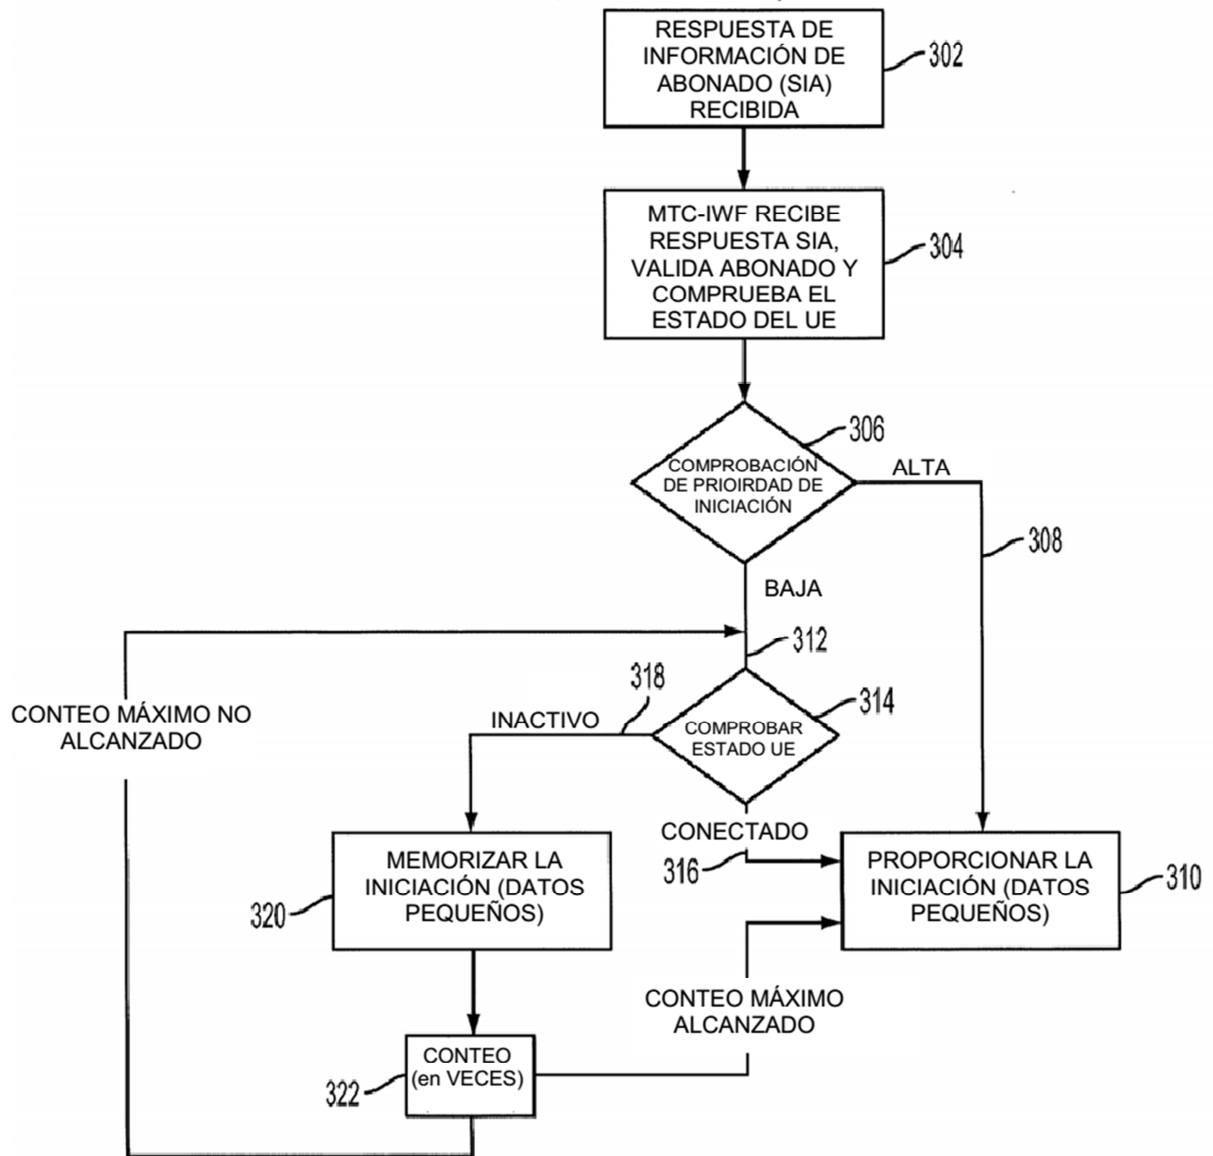 RESPUESTA DE
INFORMACIÓN DE
ABONADO (SIA)
RECIBIDA
302
MTC-IWF RECIBE
RESPUESTA SIA,
VALIDA ABONADO Y
COMPRUEBA EL
ESTADO DEL UE
304
306
COMPROBACIÓN
DE PRIOIRDAD DE
INICIACIÓN
ALTA
308
BAJA
312
318
314
CONTEO MÁXIMO NO
ALCANZADO
INACTIVO
COMPROBAR
ESTADO UE
CONECTADO
316
MEMORIZAR LA
INICIACIÓN (DATOS
PEQUEÑOS)
320
PROPORCIONAR LA
INICIACIÓN (DATOS
PEQUEÑOS)
310
CONTEO MÁXIMO
ALCANZADO
CONTEO
(en VECES)
322